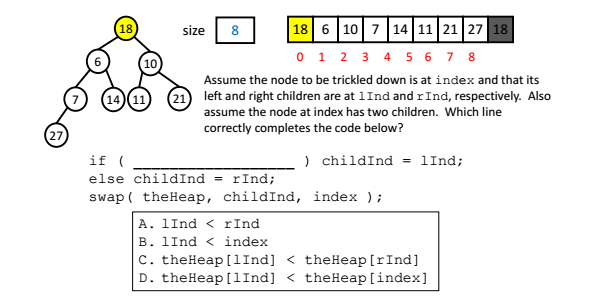 18
size 8
18 6 10 7 14 11 21 27 18
0 1 2 3 4 5 6 7 8
6 10
7 14 11 21
27
Assume the node to be trickled down is at index and that its
left and right children are at lInd and rInd, respectively. Also
assume the node at index has two children. Which line
correctly completes the code below?
if ( __________________ ) childInd = lInd;
else childInd = rInd;
swap( theHeap, childInd, index );
A. lInd < rInd
B. lInd < index
C. theHeap[lInd] < theHeap[rInd]
D. theHeap[lInd] < theHeap[index]